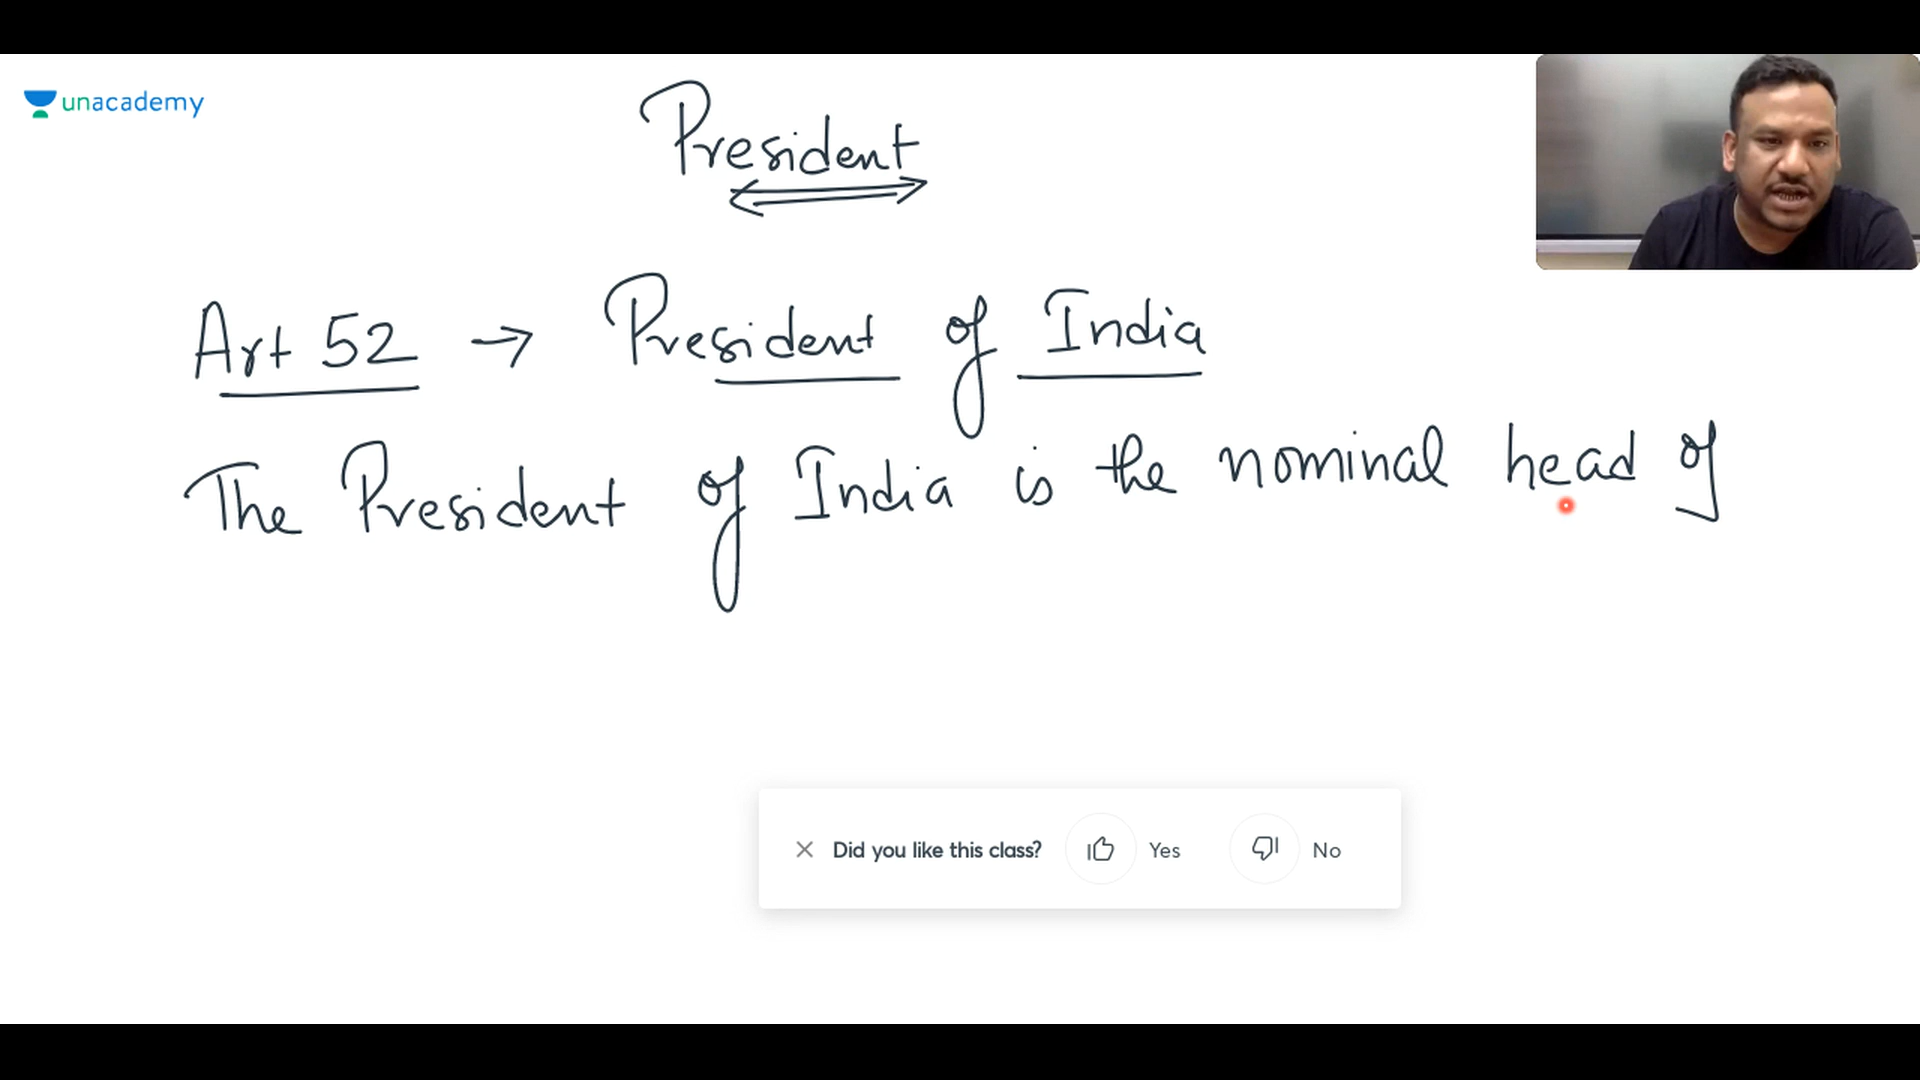 unacademy
President
Art 52 → President of India
The President of India is the nominal head of
Did you like this class? Yes No